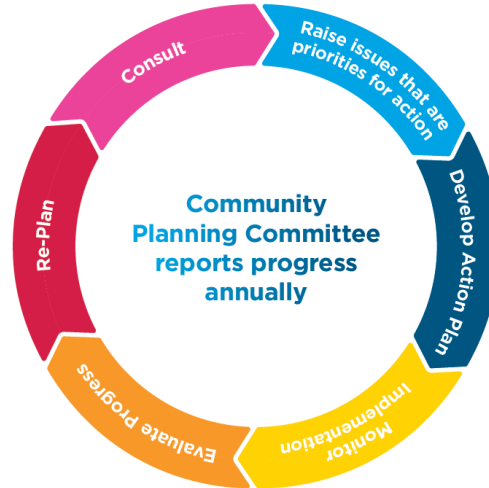 Consult
Raise issues that are
priorities for action
Develop Action Plan
Monitor
Implementation
Evaluate Progress
Re-Plan
Community
Planning Committee
reports progress
annually